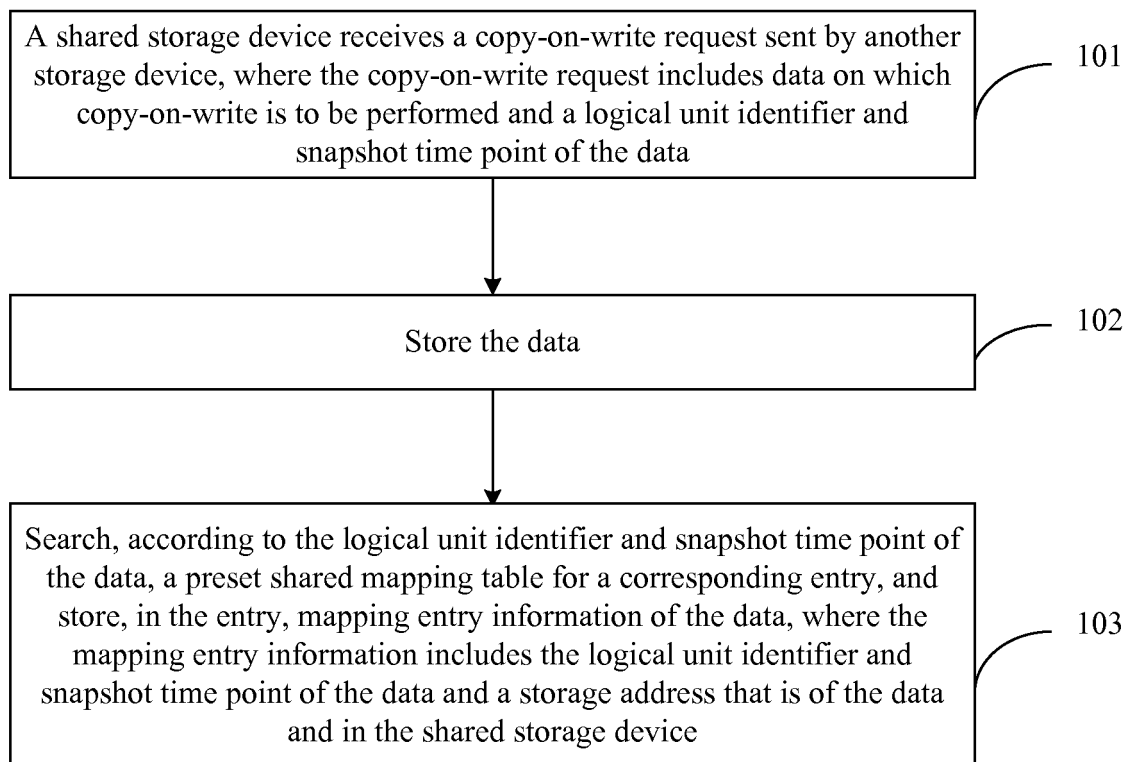 A shared storage device receives a copy-on-write request sent by another
storage device, where the copy-on-write request includes data on which
copy-on-write is to be performed and a logical unit identifier and
snapshot time point of the data
101
Store the data
102
Search, according to the logical unit identifier and snapshot time point of
the data, a preset shared mapping table for a corresponding entry, and
store, in the entry, mapping entry information of the data, where the
mapping entry information includes the logical unit identifier and
snapshot time point of the data and a storage address that is of the data
and in the shared storage device
103